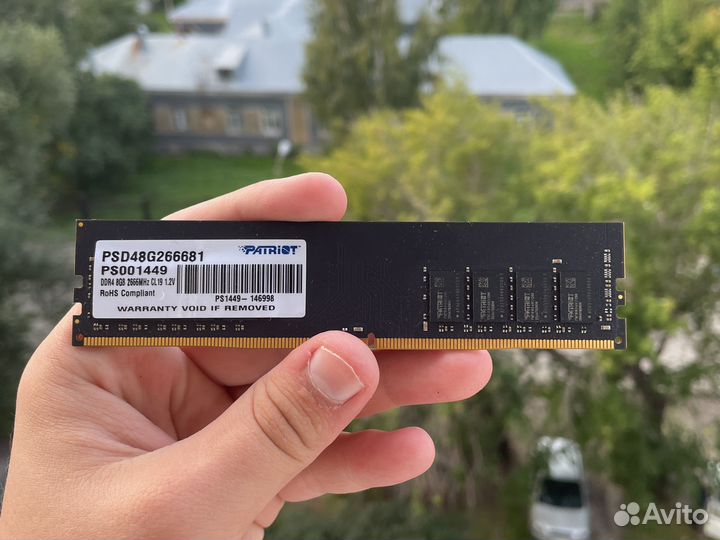 PSD48G266681
PATRIOT
PS001449
DDR4 8GB 2666MHz CL19 1.2V
RoHS Compliant
PS1449-146998
WARRANTY VOID IF REMOVED
Avito